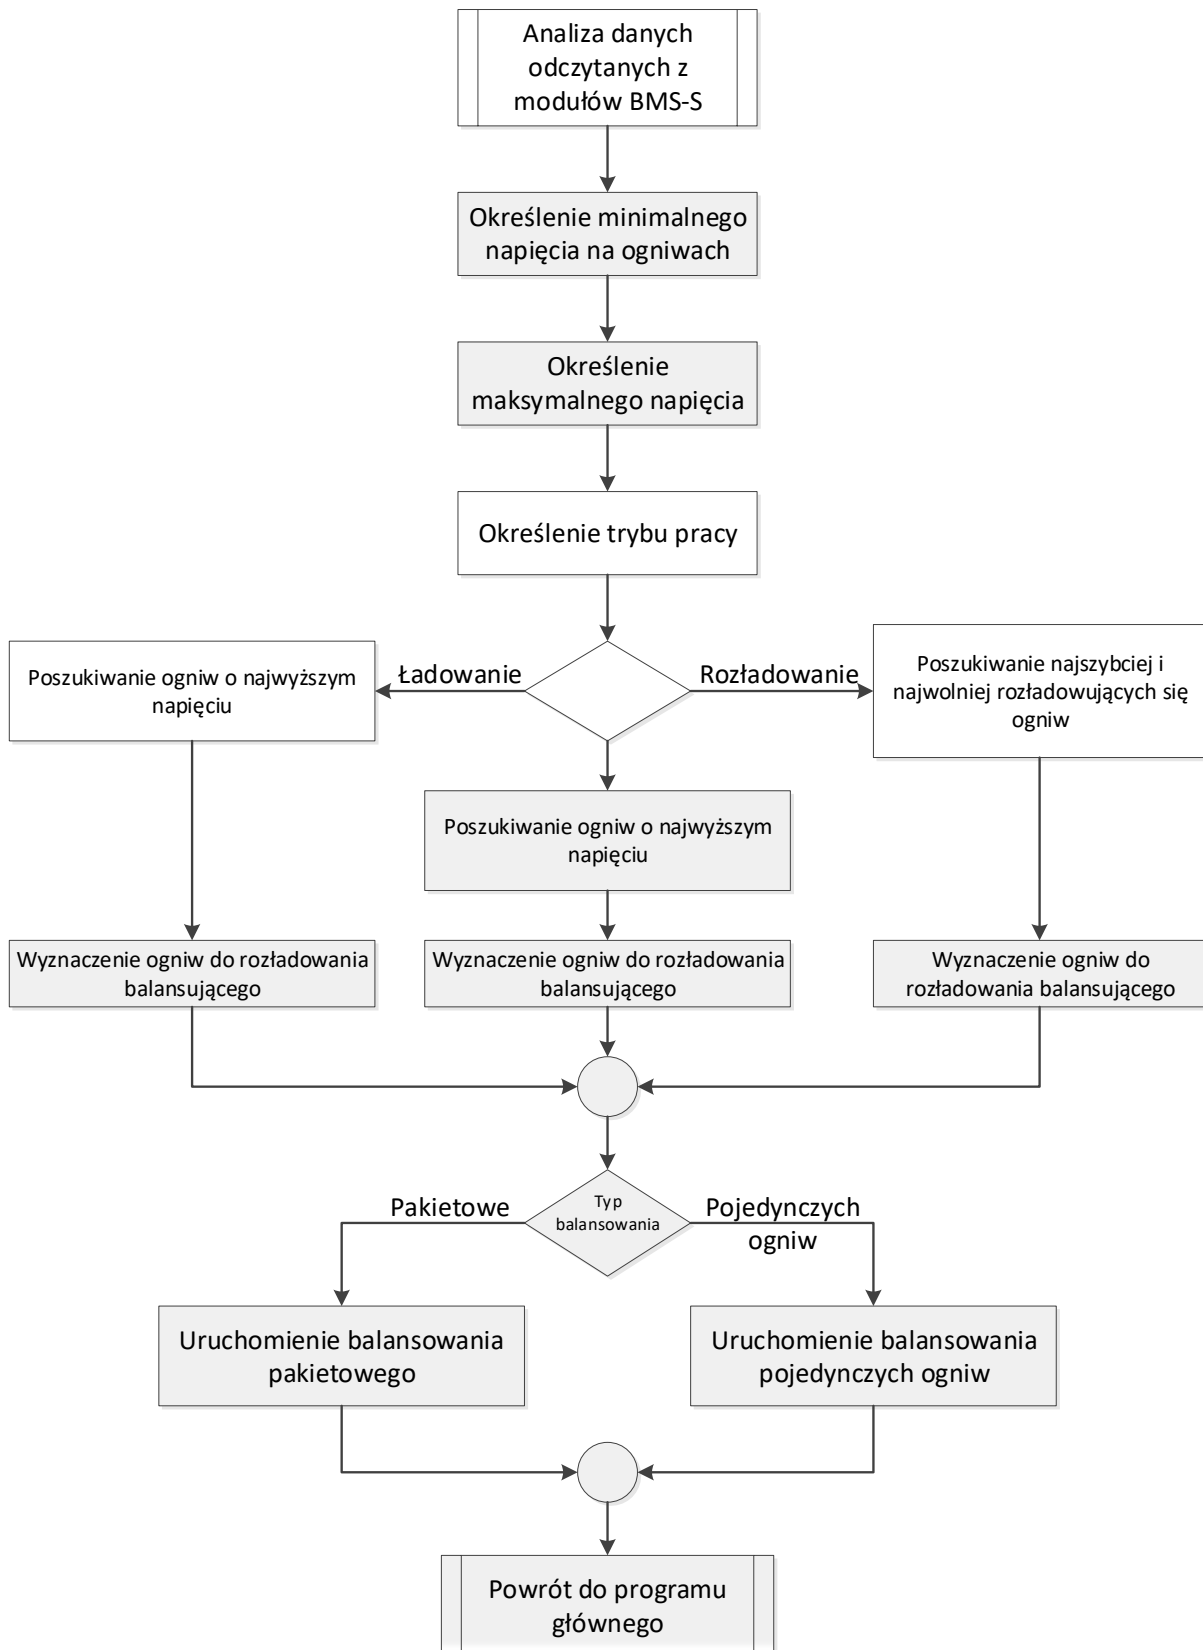 Analiza danych
odczytanych z
modułów BMS-S
Określenie minimalnego
napięcia na ogniwach
Określenie
maksymalnego napięcia
Określenie trybu pracy
Ładowanie
Rozładowanie
Poszukiwanie ogniw o najwyższym
napięciu
Poszukiwanie najszybciej i
najwolniej rozładowujących się
ogniw
Poszukiwanie ogniw o najwyższym
napięciu
Wyznaczenie ogniw do rozładowania
balansującego
Wyznaczenie ogniw do rozładowania
balansującego
Wyznaczenie ogniw do
rozładowania balansującego
Pakietowe
Typ
balansowania
Pojedynczych
ogniw
Uruchomienie balansowania
pakietowego
Uruchomienie balansowania
pojedynczych ogniw
Powrót do programu
głównego